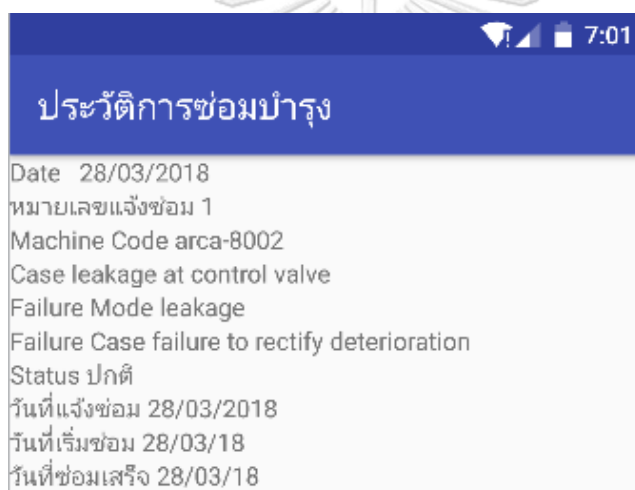 7:01
ประวัติการซ่อมบำรุง
Date 28/03/2018
หมายเลขแจ้งซ่อม 1
Machine Code arca-8002
Case leakage at control valve
Failure Mode leakage
Failure Case failure to rectify deterioration
Status ปกติ
วันที่แจ้งซ่อม 28/03/2018
วันที่เริ่มซ่อม 28/03/18
วันที่ซ่อมเสร็จ 28/03/18